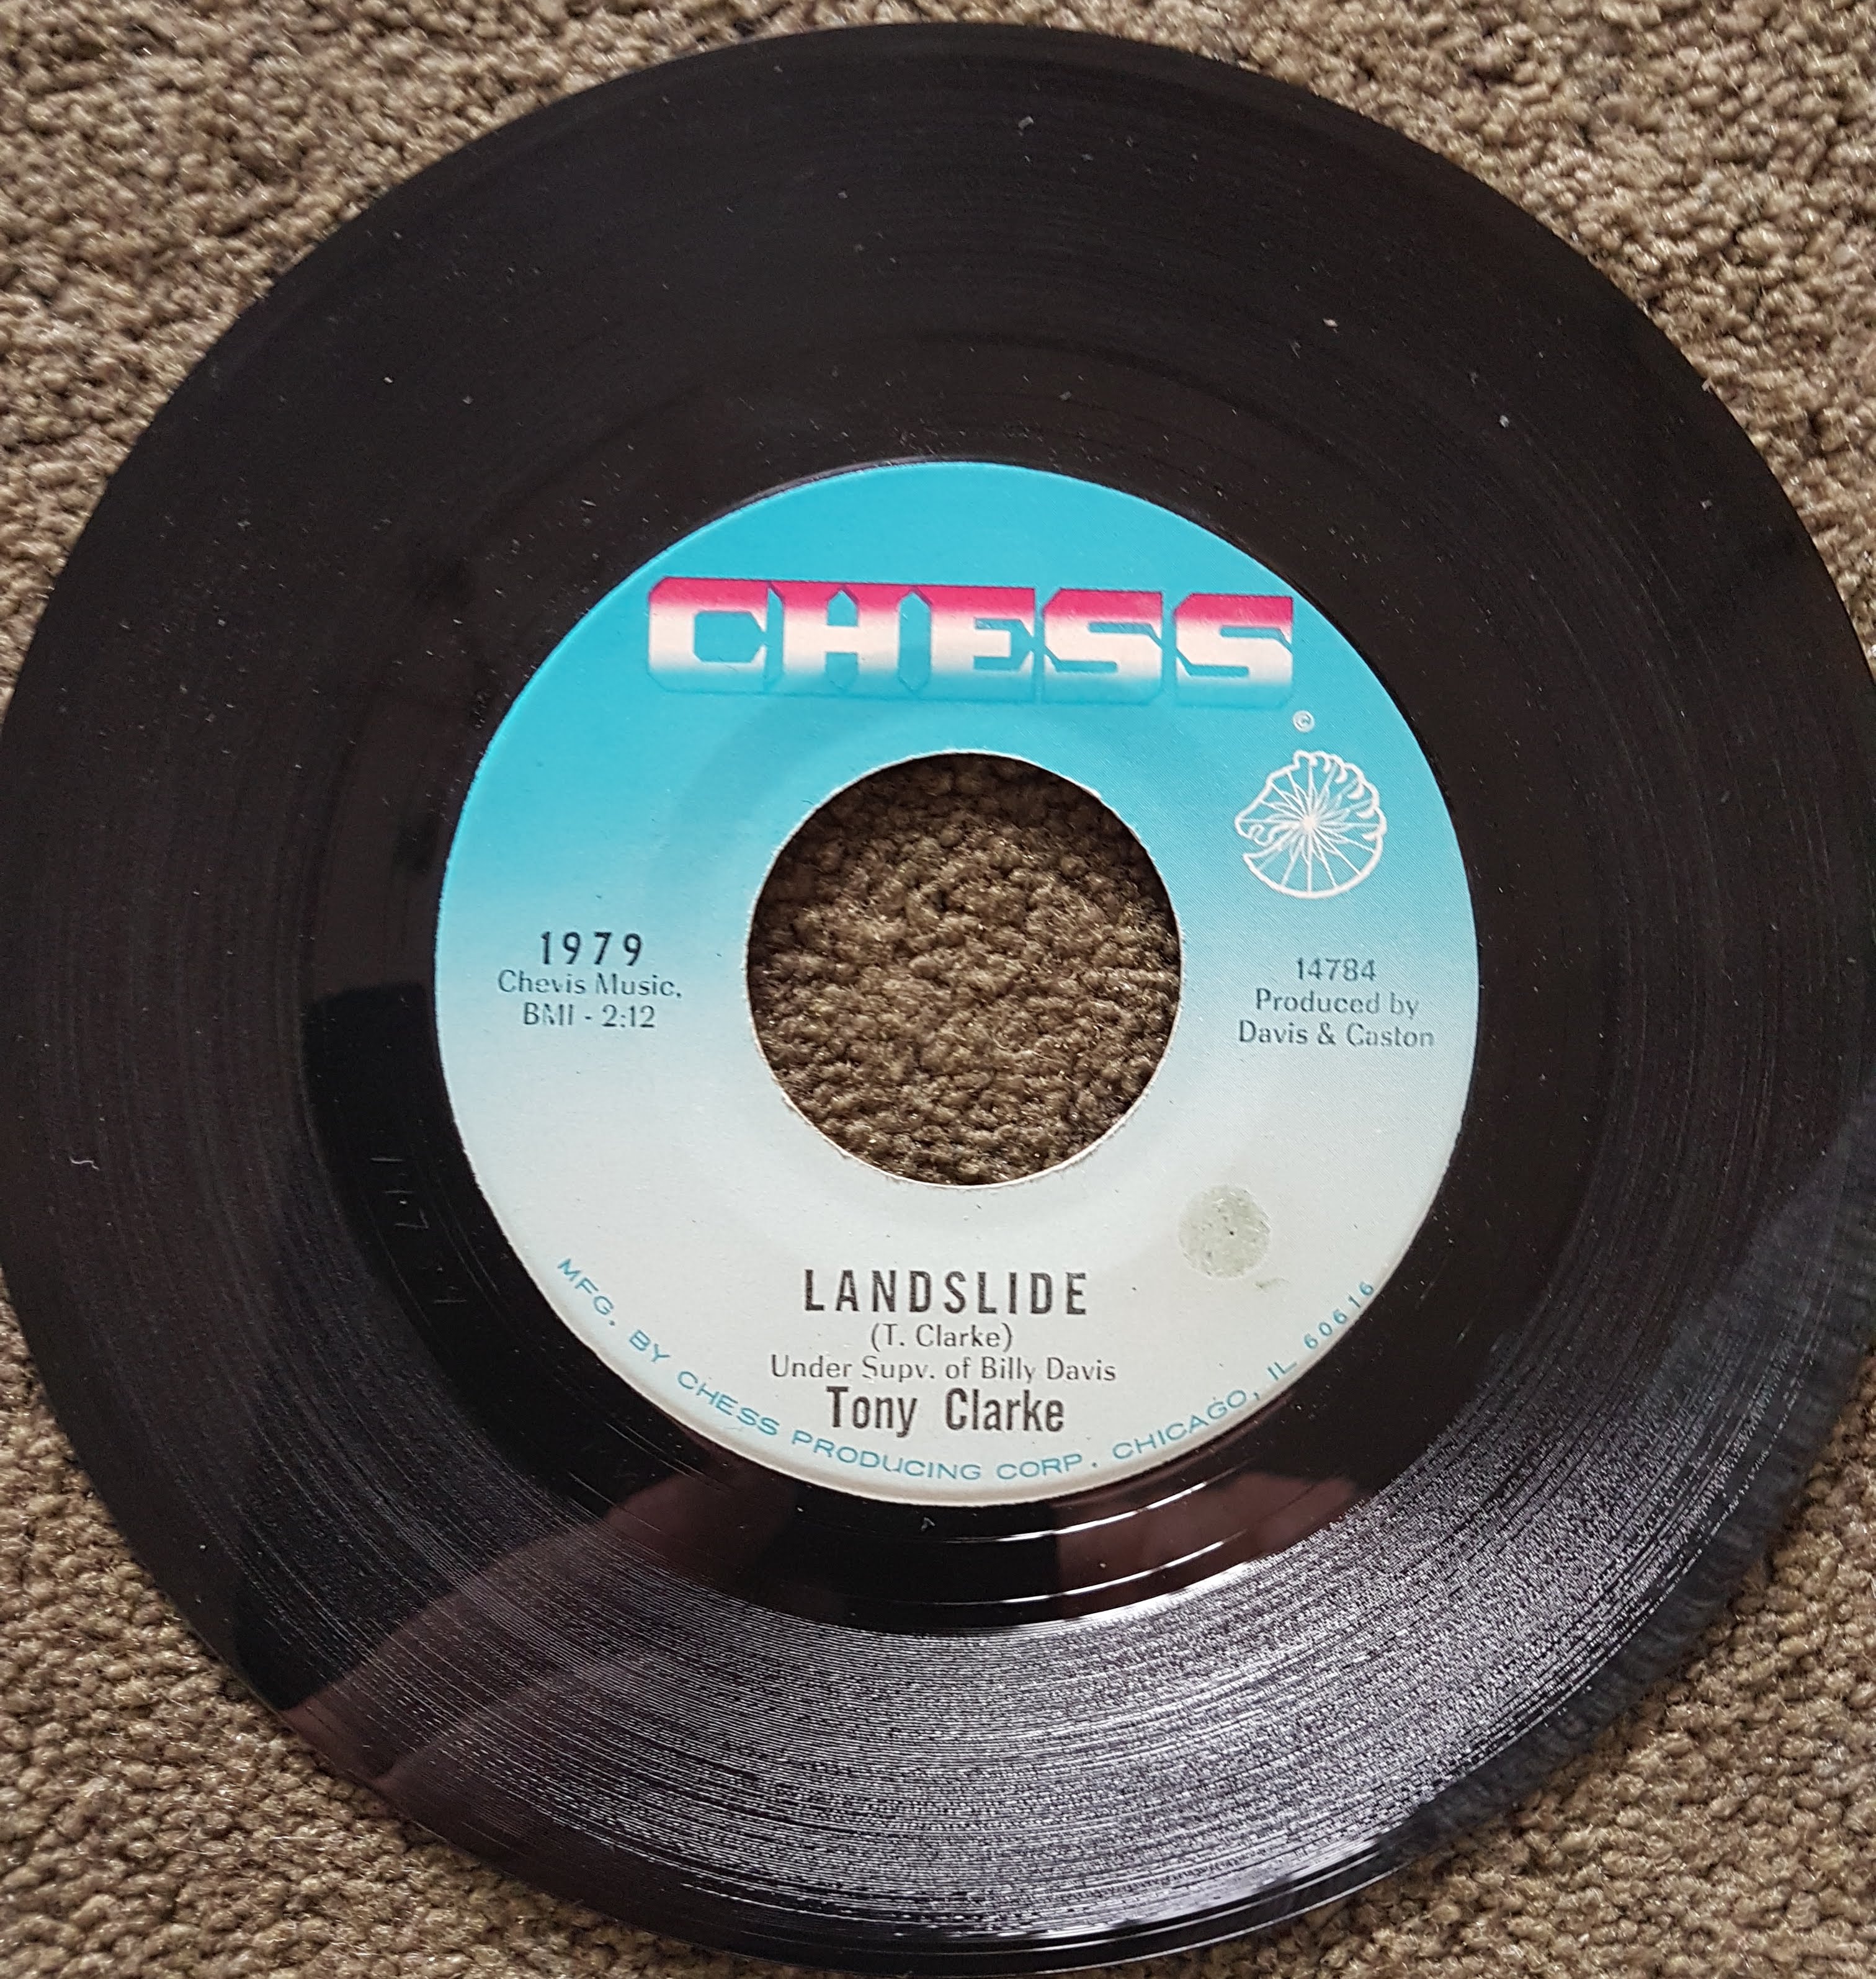 CHESS
©
1979
Chevis Music,
BMI - 2:12
14784
Produced by
Davis & Caston
LANDSLIDE
(T. Clarke)
Under Supv. of Billy Davis
Tony Clarke
MFG. BY CHESS PRODUCING CORP. CHICAGO, IL 60616